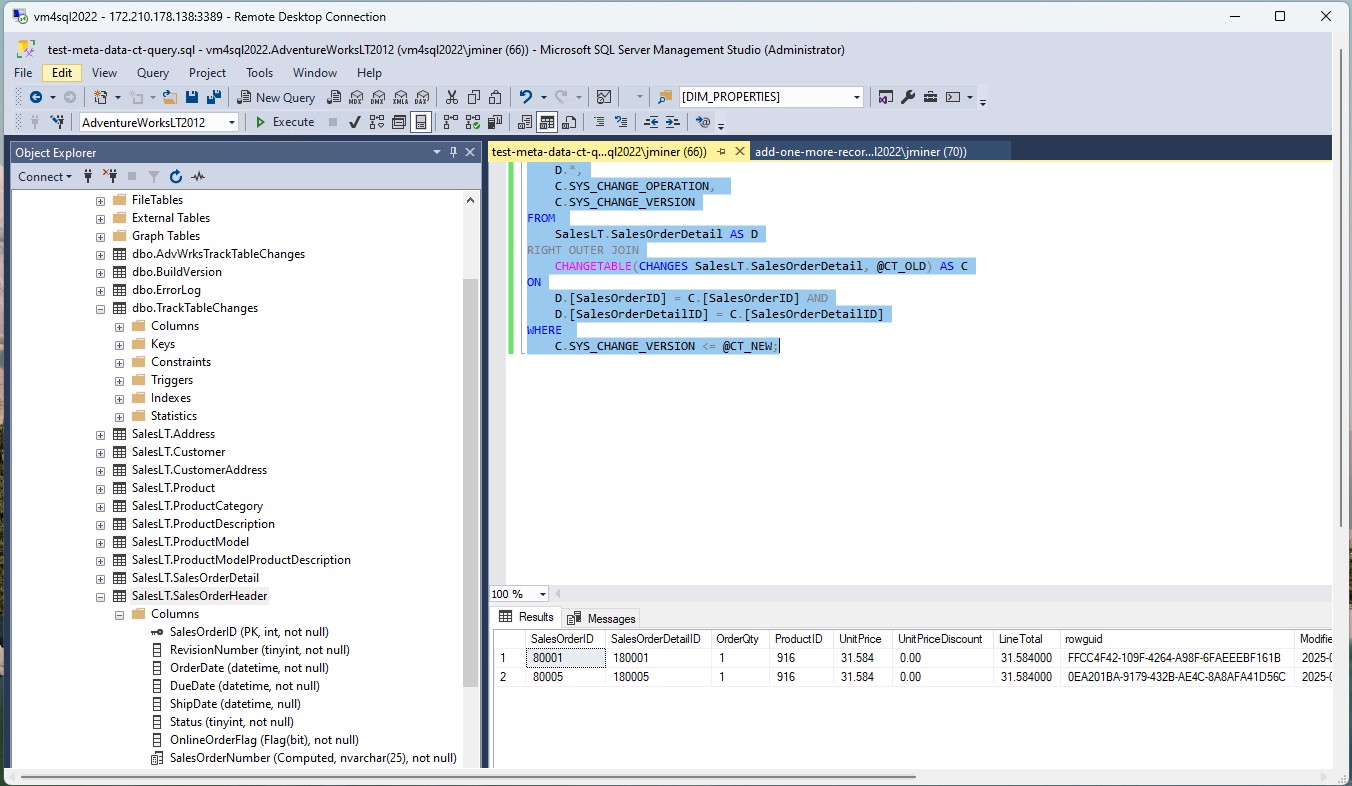 vm4sql2022 - 172.210.178.138:3389 - Remote Desktop Connection
test-meta-data-ct-query.sql - vm4sql2022.AdventureWorksLT2012 (vm4sql2022\jminer (66)) - Microsoft SQL Server Management Studio (Administrator)
File Edit View Query Project Tools Window Help
New Query MDX DMX XMLA DAX [DIM_PROPERTIES]
AdventureWorksLT2012 Execute
Object Explorer
Connect
FileTables
External Tables
Graph Tables
dbo.AdvWrksTrackTableChanges
dbo.BuildVersion
dbo.ErrorLog
dbo.TrackTableChanges
Columns
Keys
Constraints
Triggers
Indexes
Statistics
SalesLT.Address
SalesLT.Customer
SalesLT.CustomerAddress
SalesLT.Product
SalesLT.ProductCategory
SalesLT.ProductDescription
SalesLT.ProductModel
SalesLT.ProductModelProductDescription
SalesLT.SalesOrderDetail
SalesLT.SalesOrderHeader
Columns
SalesOrderID (PK, int, not null)
RevisionNumber (tinyint, not null)
OrderDate (datetime, not null)
DueDate (datetime, not null)
ShipDate (datetime, null)
Status (tinyint, not null)
OnlineOrderFlag (Flag(bit), not null)
SalesOrderNumber (Computed, nvarchar(25), not null)
test-meta-data-ct-q...ql2022\jminer (66)) add-one-more-recor...l2022\jminer (70))
D.*,
C.SYS_CHANGE_OPERATION,
C.SYS_CHANGE_VERSION
FROM
SalesLT.SalesOrderDetail AS D
RIGHT OUTER JOIN
CHANGETABLE(CHANGES SalesLT.SalesOrderDetail, @CT_OLD) AS C
ON
D.[SalesOrderID] = C.[SalesOrderID] AND
D.[SalesOrderDetailID] = C.[SalesOrderDetailID]
WHERE
C.SYS_CHANGE_VERSION <= @CT_NEW;
100 %
Results Messages
SalesOrderID SalesOrderDetailID OrderQty ProductID UnitPrice UnitPriceDiscount LineTotal rowguid Modifie
1 80001 180001 1 916 31.584 0.00 31.584000 FFCC4F42-109F-4264-A98F-6FAEEEBF161B 2025-0
2 80005 180005 1 916 31.584 0.00 31.584000 0EA201BA-9179-432B-AE4C-8A8AFA41D56C 2025-0